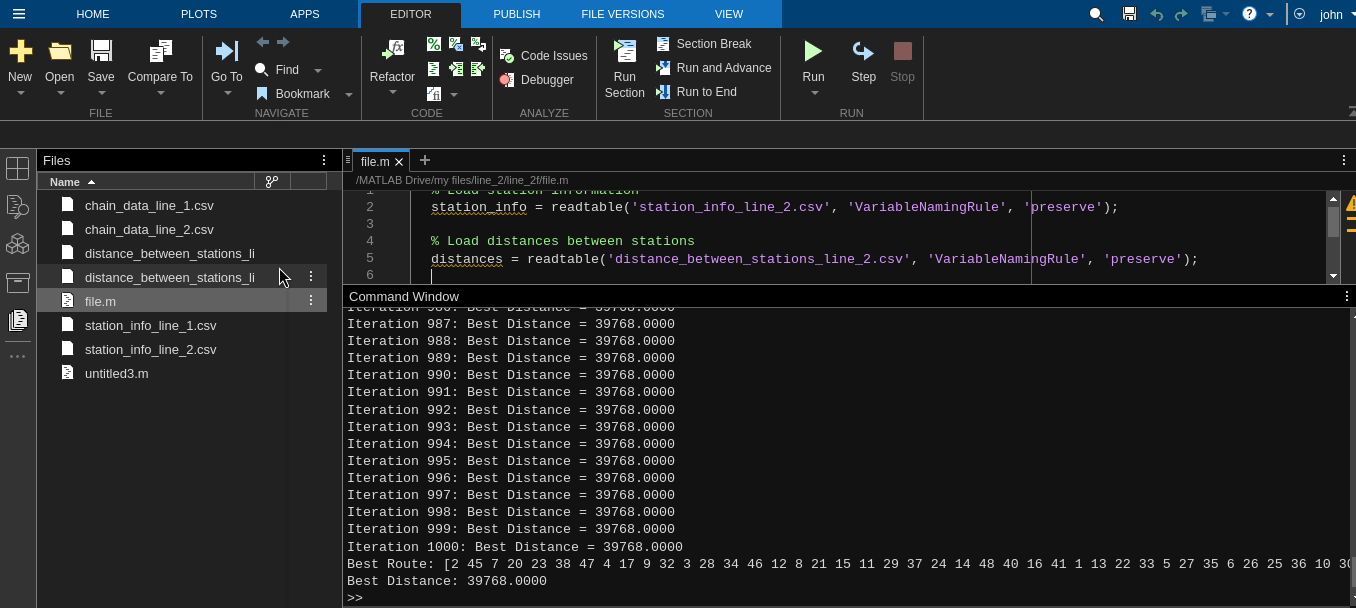 HOME PLOTS APPS EDITOR PUBLISH FILE VERSIONS VIEW john
New Open Save Compare To Go To Find Bookmark Refactor Code Issues Debugger Run Section Section Break Run and Advance Run to End Run Step Stop
FILE NAVIGATE CODE ANALYZE SECTION RUN
Files
Name
chain_data_line_1.csv
chain_data_line_2.csv
distance_between_stations_li
distance_between_stations_li
file.m
station_info_line_1.csv
station_info_line_2.csv
untitled3.m
file.m
/MATLAB Drive/my files/line_2/line_2f/file.m
1 % Load station information
2 station_info = readtable('station_info_line_2.csv', 'VariableNamingRule', 'preserve');
3
4 % Load distances between stations
5 distances = readtable('distance_between_stations_line_2.csv', 'VariableNamingRule', 'preserve');
6
Command Window
Iteration 986: Best Distance = 39768.0000
Iteration 987: Best Distance = 39768.0000
Iteration 988: Best Distance = 39768.0000
Iteration 989: Best Distance = 39768.0000
Iteration 990: Best Distance = 39768.0000
Iteration 991: Best Distance = 39768.0000
Iteration 992: Best Distance = 39768.0000
Iteration 993: Best Distance = 39768.0000
Iteration 994: Best Distance = 39768.0000
Iteration 995: Best Distance = 39768.0000
Iteration 996: Best Distance = 39768.0000
Iteration 997: Best Distance = 39768.0000
Iteration 998: Best Distance = 39768.0000
Iteration 999: Best Distance = 39768.0000
Iteration 1000: Best Distance = 39768.0000
Best Route: [2 45 7 20 23 38 47 4 17 9 32 3 28 34 46 12 8 21 15 11 29 37 24 14 48 40 16 41 1 13 22 33 5 27 35 6 26 25 36 10
Best Distance: 39768.0000
>>